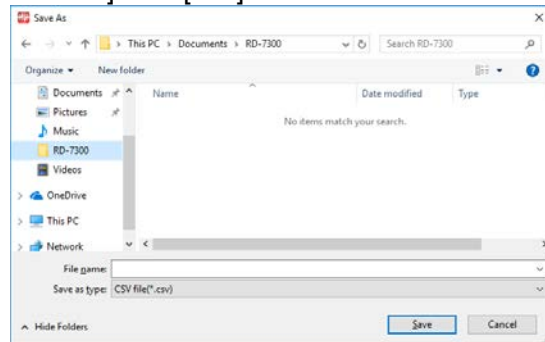 Save As
This PC > Documents > RD-7300
Search RD-7300
Organize
New folder
Documents
Name
Date modified
Type
Pictures
No items match your search.
Music
RD-7300
Videos
OneDrive
This PC
Network
File name:
Save as type: CSV file(*.csv)
Hide Folders
Save
Cancel